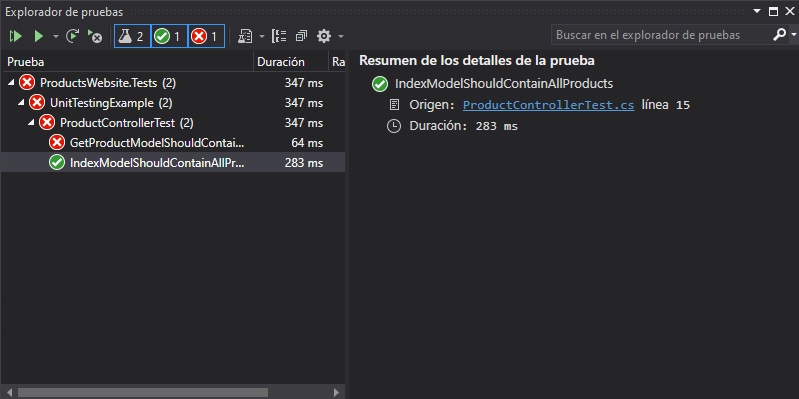 Explorador de pruebas
2 1 1
Buscar en el explorador de pruebas
Prueba Duración Ra
ProductsWebsite.Tests (2) 347 ms
UnitTestingExample (2) 347 ms
ProductControllerTest (2) 347 ms
GetProductModelShouldContai... 64 ms
IndexModelShouldContainAllPr... 283 ms
Resumen de los detalles de la prueba
IndexModelShouldContainAllProducts
Origen: ProductControllerTest.cs línea 15
Duración: 283 ms